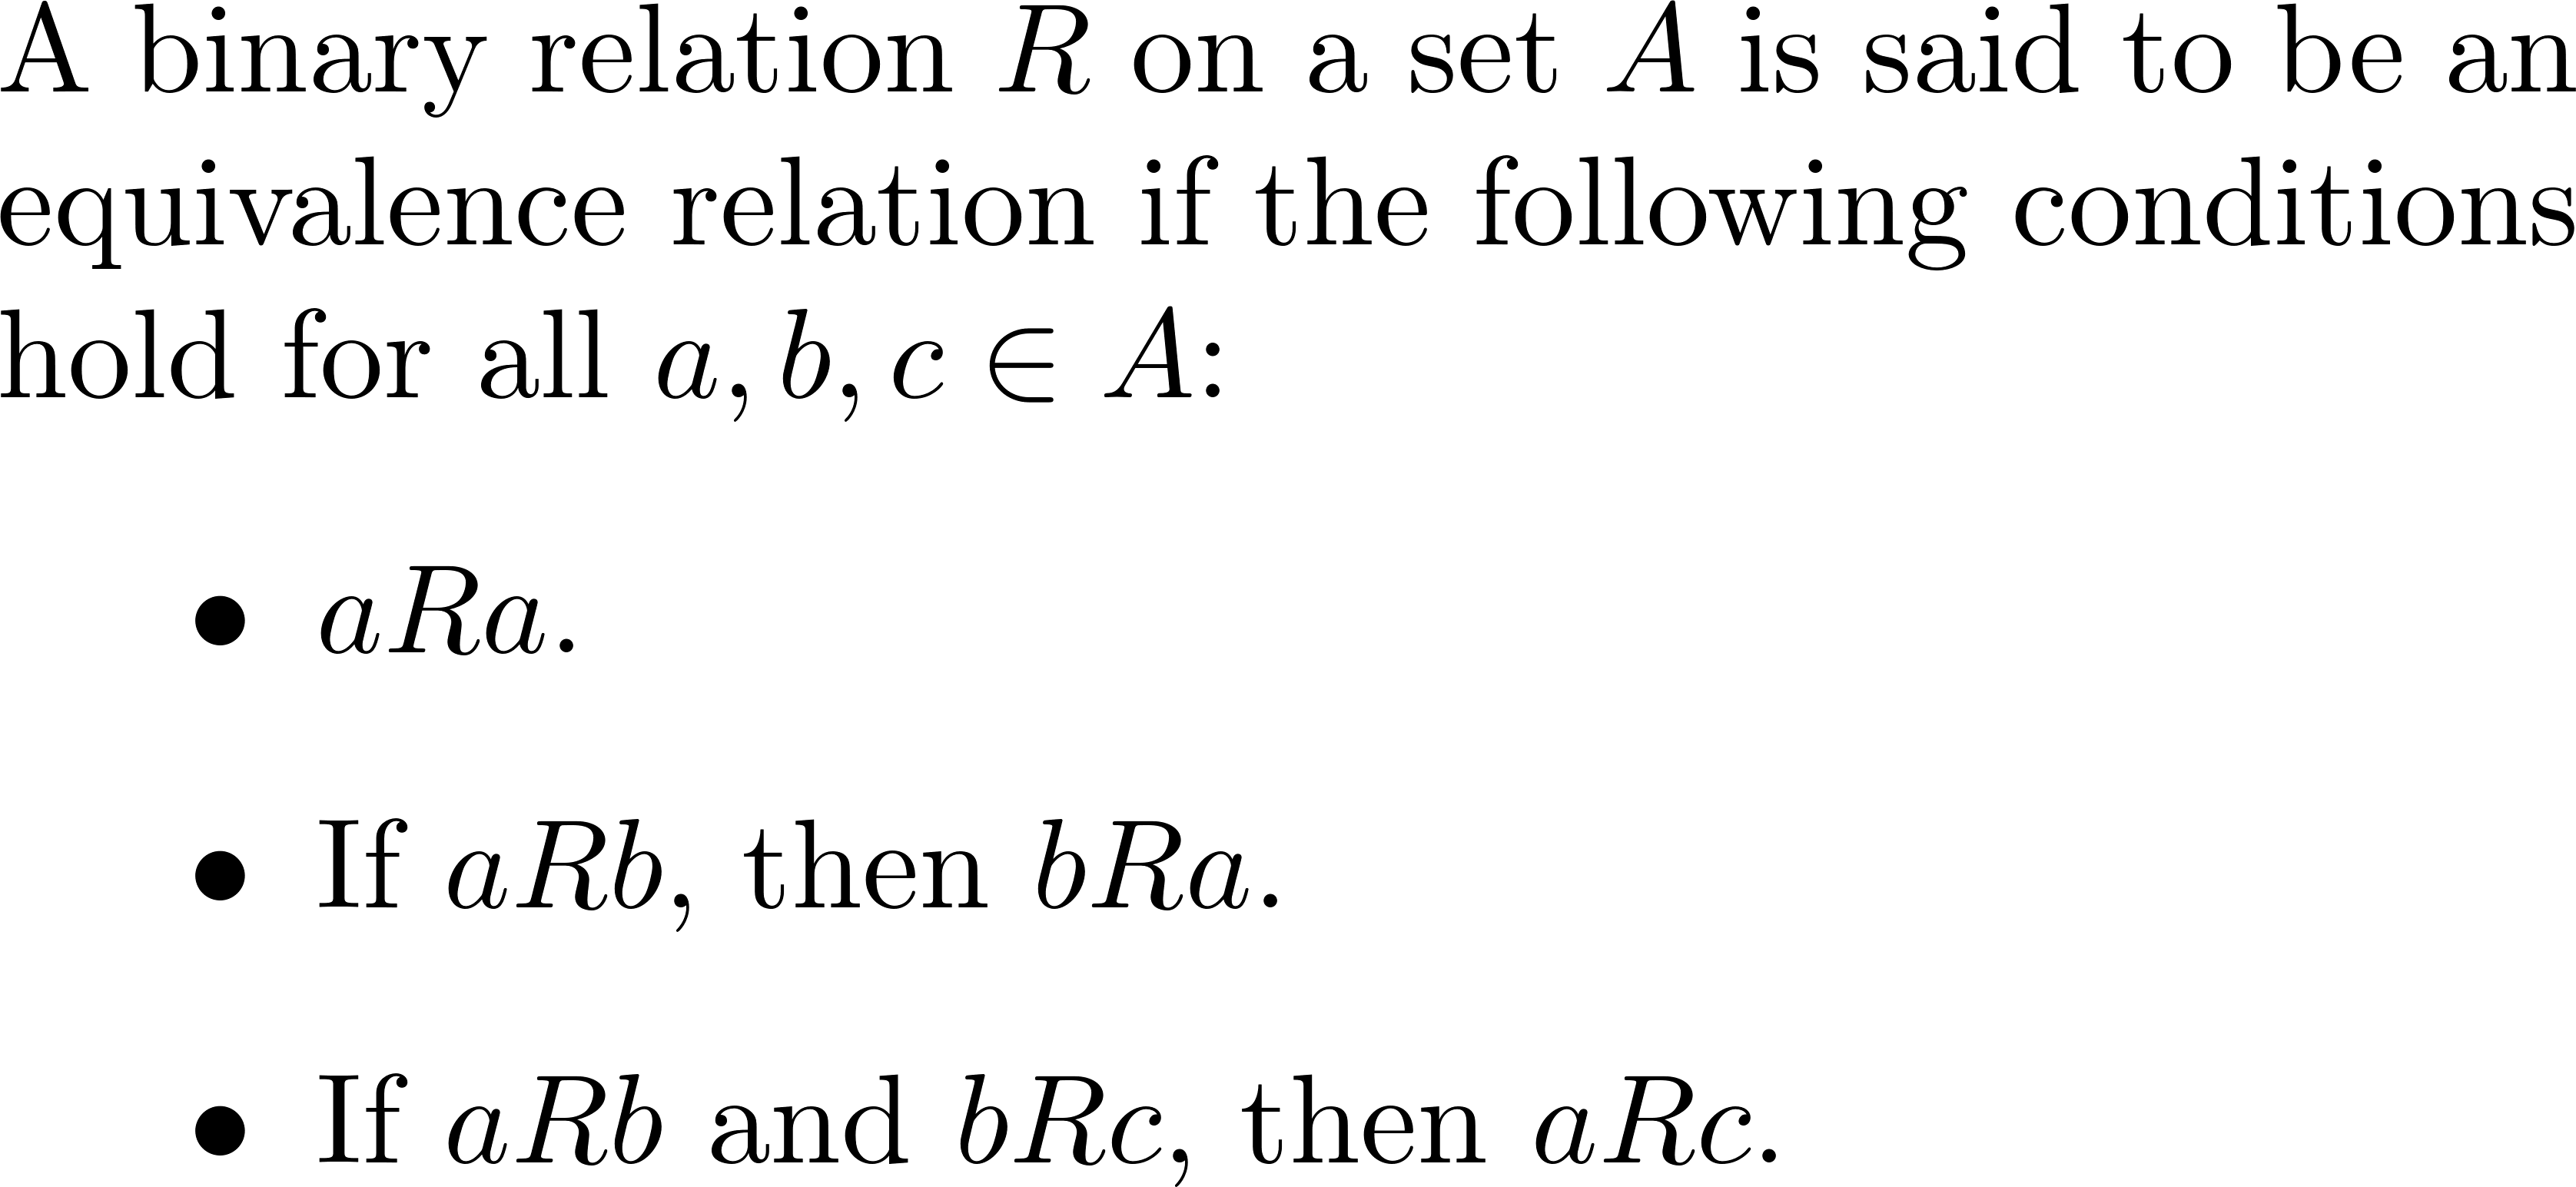 A binary relation R on a set A is said to be an
equivalence relation if the following conditions
hold for all a, b, c ∈ A:
• aRa.
• If aRb, then bRa.
• If aRb and bRc, then aRc.